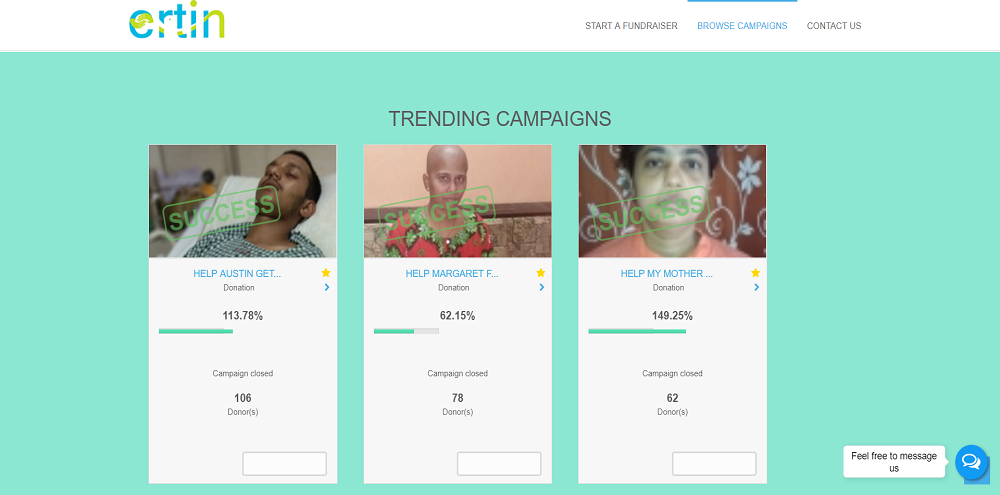 ertin
START A FUNDRAISER BROWSE CAMPAIGNS CONTACT US
TRENDING CAMPAIGNS
SUCCESS SUCCESS SUCCESS
HELP AUSTIN GET... HELP MARGARET F... HELP MY MOTHER ...
Donation Donation Donation
113.78% 62.15% 149.25%
Campaign closed Campaign closed Campaign closed
106 78 62
Donor(s) Donor(s) Donor(s)
Feel free to message
us